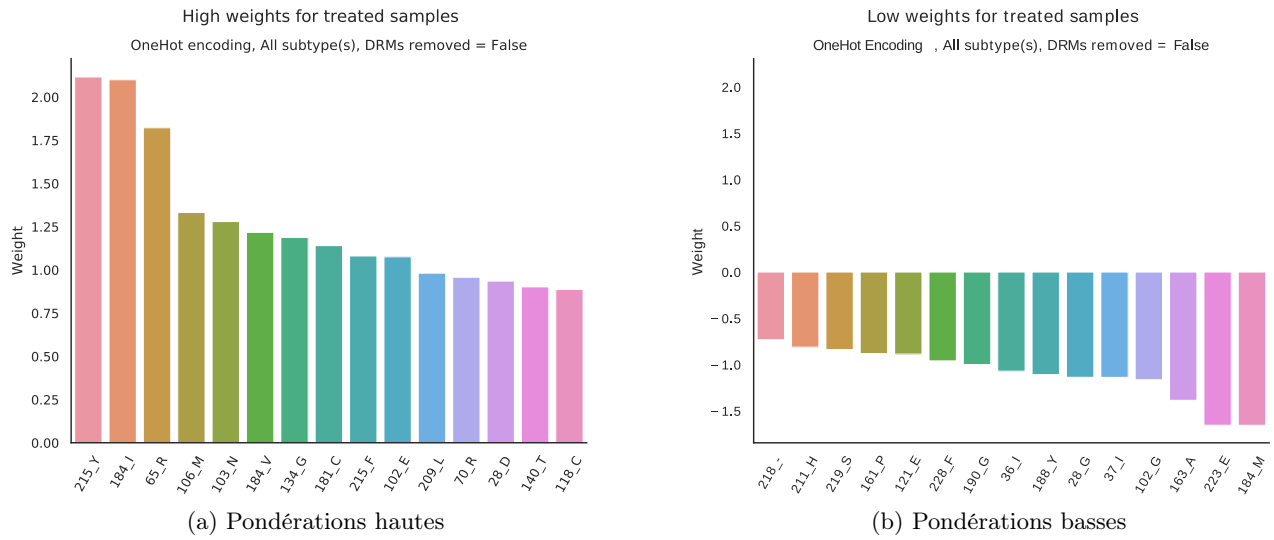 High weights for treated samples
OneHot encoding, All subtype(s), DRMs removed = False
2.00
1.75
1.50
1.25
1.00
0.75
0.50
0.25
0.00
Weight
215_Y 184_I 65_R 106_M 103_N 184_V 134_G 181_C 215_F 102_E 209_L 70_R 28_D 140_T 118_C
(a) Pondérations hautes
Low weights for treated samples
OneHot Encoding , All subtype(s), DRMs removed = False
2.0
1.5
1.0
0.5
0.0
−0.5
−1.0
−1.5
Weight
218_- 211_H 219_S 161_P 121_E 228_F 190_G 36_I 188_Y 28_G 37_I 102_G 163_A 223_E 184_M
(b) Pondérations basses